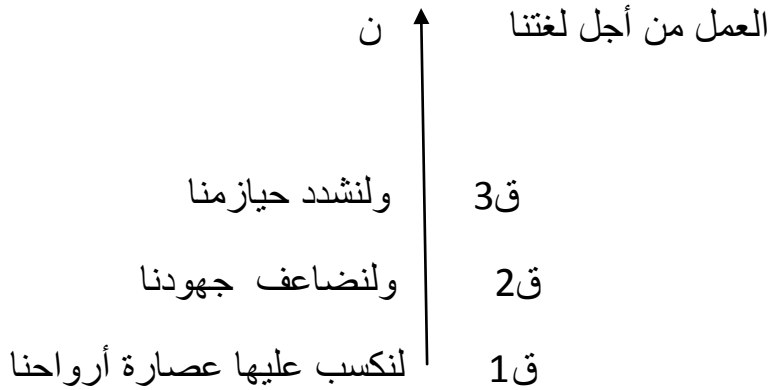 العمل من أجل لغتنا ن
ق3 ولنشدد حيازمنا
ق2 ولنضاعف جهودنا
ق1 لنكسب عليها عصارة أرواحنا